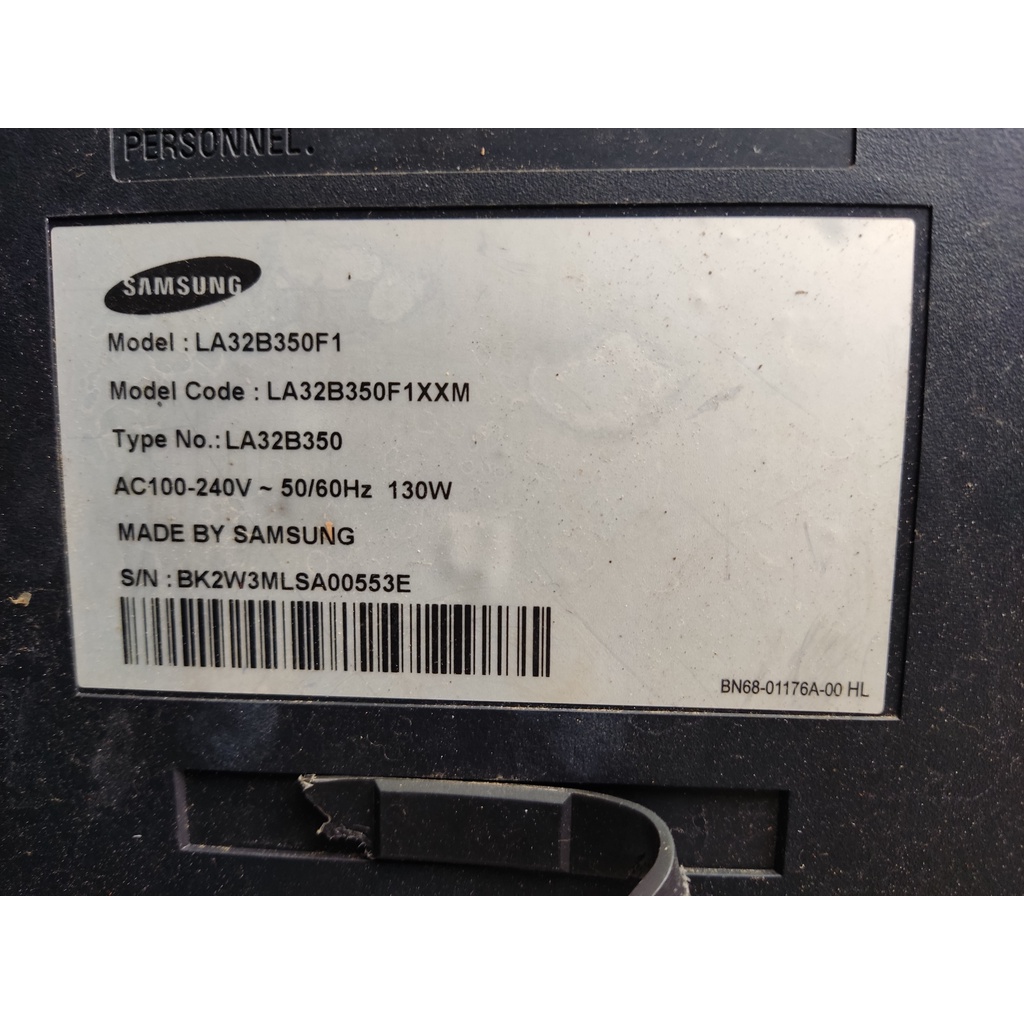 PERSONNEL.
SAMSUNG
Model : LA32B350F1
Model Code : LA32B350F1XXM
Type No.:LA32B350
AC100-240V ~ 50/60Hz 130W
MADE BY SAMSUNG
S/N : BK2W3MLSA00553E
BN68-01176A-00 HL